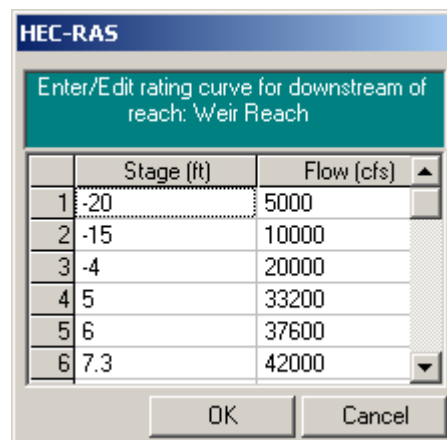 HEC-RAS
Enter/Edit rating curve for downstream of
reach: Weir Reach
Stage (ft) Flow (cfs)
1 -20 5000
2 -15 10000
3 -4 20000
4 5 33200
5 6 37600
6 7.3 42000
OK Cancel